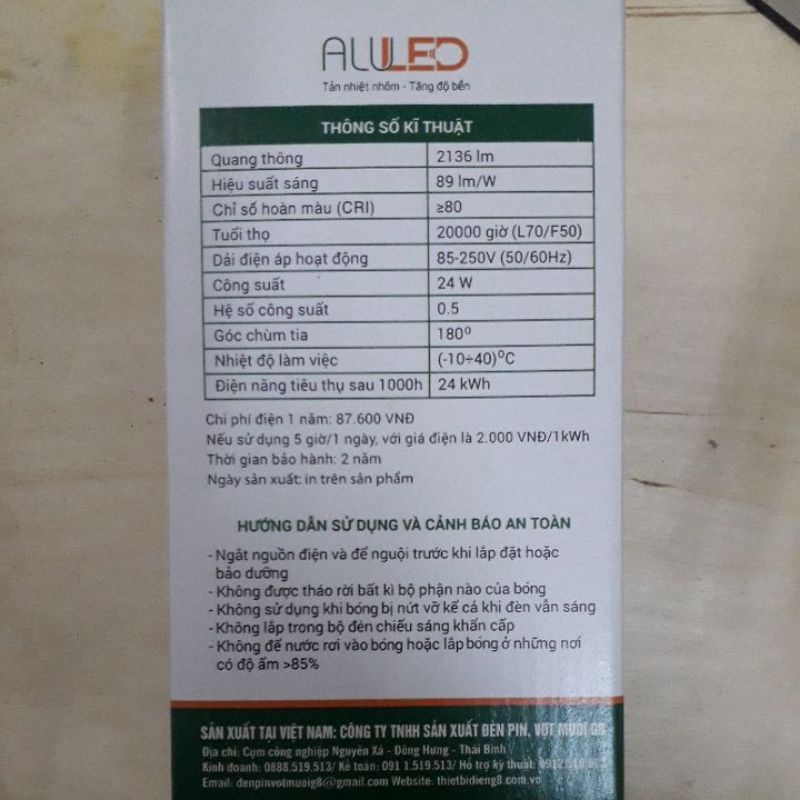 ALULED
Tản nhiệt nhôm - Tăng độ bền
THÔNG SỐ KĨ THUẬT
Quang thông 2136 lm
Hiệu suất sáng 89 lm/W
Chỉ số hoàn màu (CRI) ≥80
Tuổi thọ 20000 giờ (L70/F50)
Dải điện áp hoạt động 85-250V (50/60Hz)
Công suất 24 W
Hệ số công suất 0.5
Góc chùm tia 180⁰
Nhiệt độ làm việc (-10÷40)⁰C
Điện năng tiêu thụ sau 1000h 24 kWh
Chi phí điện 1 năm: 87.600 VNĐ
Nếu sử dụng 5 giờ/1 ngày, với giá điện là 2.000 VNĐ/1kWh
Thời gian bảo hành: 2 năm
Ngày sản xuất: in trên sản phẩm
HƯỚNG DẪN SỬ DỤNG VÀ CẢNH BÁO AN TOÀN
- Ngắt nguồn điện và để nguội trước khi lắp đặt hoặc
bảo dưỡng
- Không được tháo rời bất kì bộ phận nào của bóng
- Không sử dụng khi bóng bị nứt vỡ kể cả khi đèn vẫn sáng
- Không lắp trong bộ đèn chiếu sáng khẩn cấp
- Không để nước rơi vào bóng hoặc lắp bóng ở những nơi
có độ ẩm >85%
SẢN XUẤT TẠI VIỆT NAM: CÔNG TY TNHH SẢN XUẤT ĐÈN PIN, VỢT MUỖI G8
Địa chỉ: Cụm công nghiệp Nguyên Xá - Đông Hưng - Thái Bình
Kinh doanh: 0888.519.513/ Kế toán: 091 1.519.513/ Hỗ trợ kỹ thuật:
Email: denpinvotmuoig8@gmail.com Website: thietbidieng8.com.vn